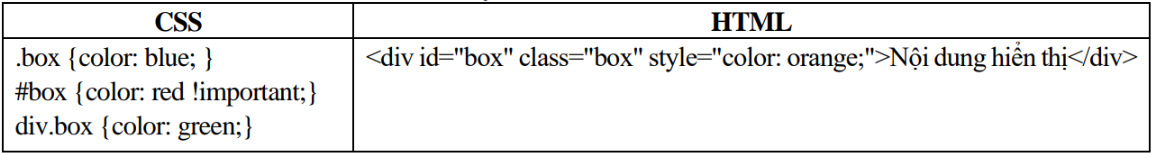 CSS
HTML
.box {color: blue; }
#box {color: red !important;}
div.box {color: green;}
<div id="box" class="box" style="color: orange;">Nội dung hiển thị</div>